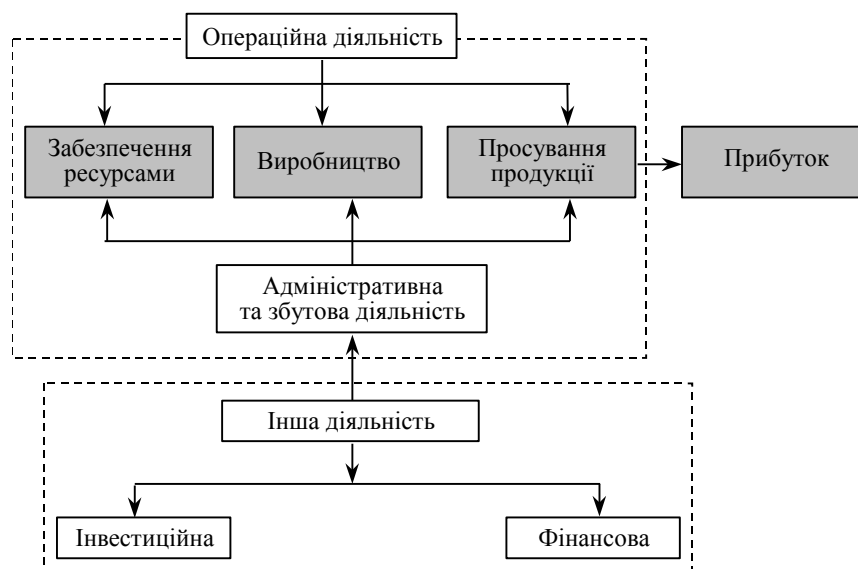 Операційна діяльність
Забезпечення
ресурсами
Виробництво
Просування
продукції
Прибуток
Адміністративна
та збутова діяльність
Інша діяльність
Інвестиційна
Фінансова